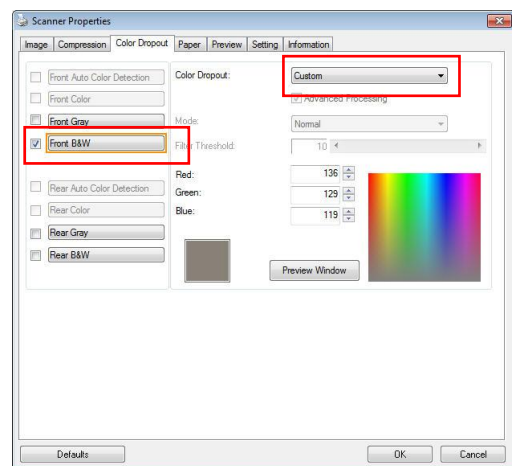 Scanner Properties
Image Compression Color Dropout Paper Preview Setting Information
Front Auto Color Detection
Front Color
Front Gray
Front B&W
Rear Auto Color Detection
Rear Color
Rear Gray
Rear B&W
Color Dropout: Custom
Advanced Processing
Mode: Normal
Filter Threshold: 10
Red: 136
Green: 129
Blue: 119
Preview Window
Defaults OK Cancel